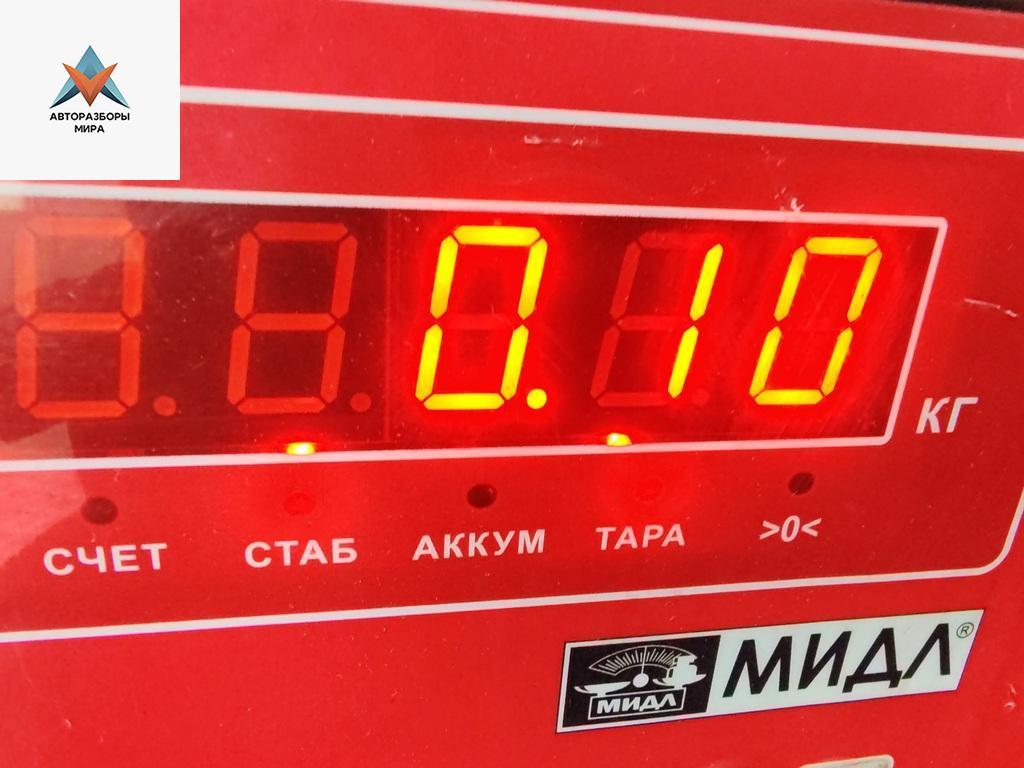 АВТОРАЗБОРЫ
МИРА
0.10
КГ
СЧЕТ СТАБ АККУМ ТАРА >0<
МИДЛ МИДЛ®